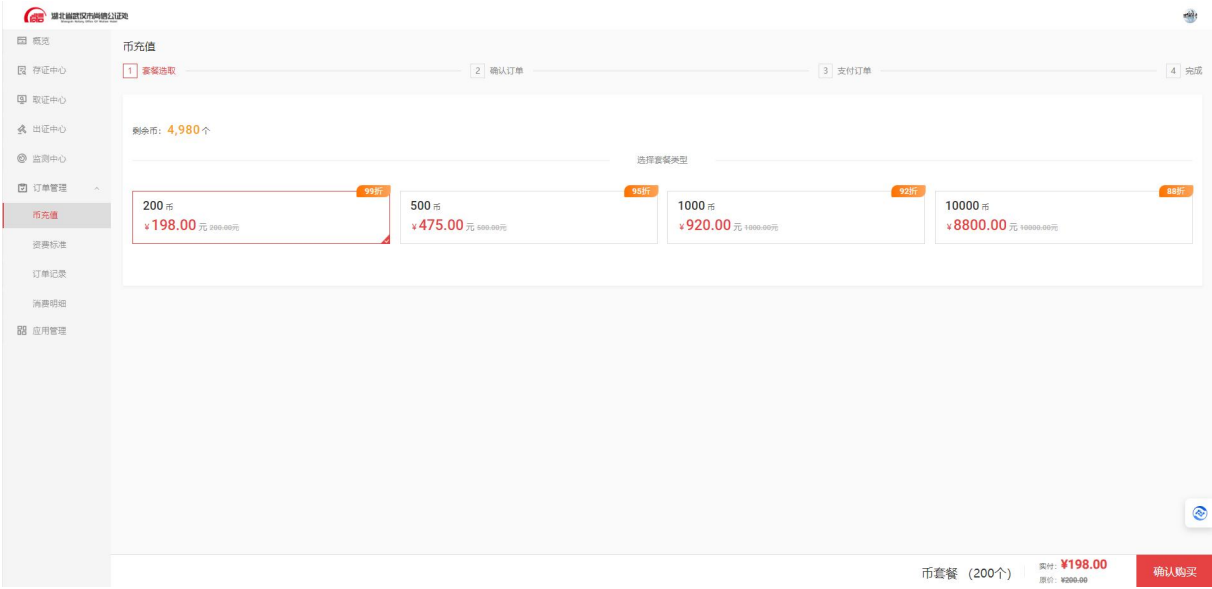 湖北省武汉市尚信公证处
概览
存证中心
取证中心
出证中心
监测中心
订单管理
币充值
资费标准
订单记录
消费明细
应用管理
币充值
1 套餐选取
2 确认订单
3 支付订单
4 完成
剩余币：4,980个
选择套餐类型
99折
200币
¥198.00元 200.00元
95折
500币
¥475.00元 500.00元
92折
1000币
¥920.00元 1000.00元
88折
10000币
¥8800.00元 10000.00元
币套餐 (200个)
实付：¥198.00
原价：¥200.00
确认购买